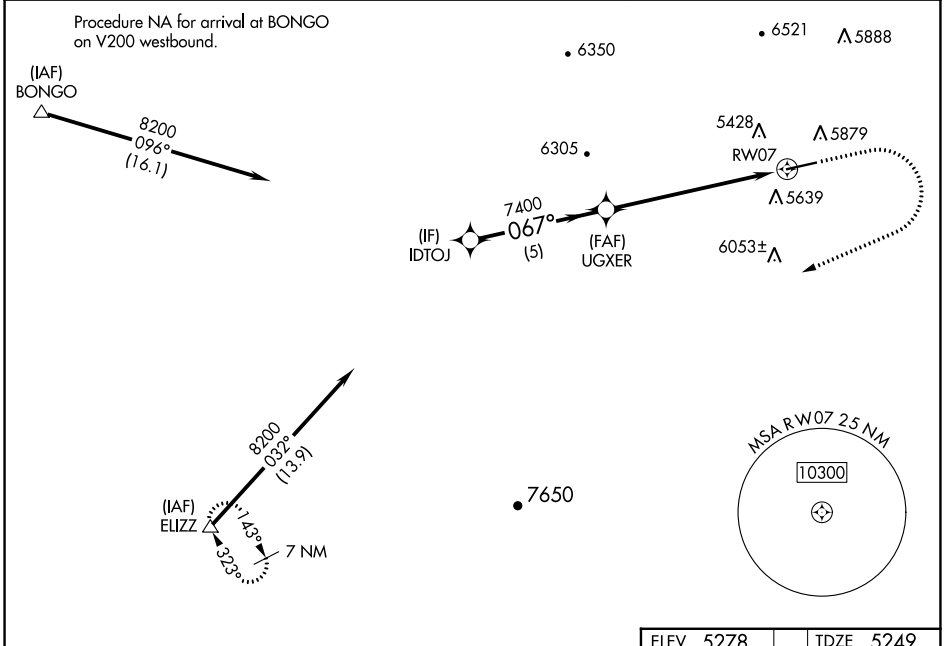 Procedure NA for arrival at BONGO
on V200 westbound.
(IAF)
BONGO
8200
096°
(16.1)
6350
6521
5888
6305
5428
5879
RW07
5639
6053±
7400
067°
(5)
(IF)
IDTOJ
(FAF)
UGXER
8200
032°
(13.9)
(IAF)
ELIZZ
143°
323°
7 NM
7650
MSA RW07 25 NM
10300
ELEV 5278
TDZE 5249